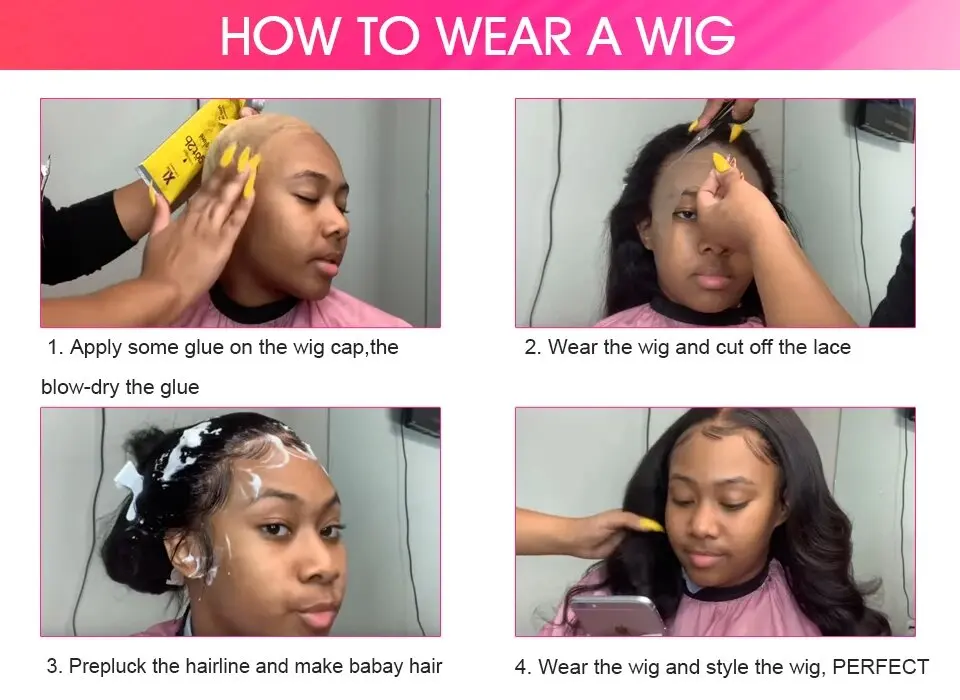 HOW TO WEAR A WIG
got2b
XL
1. Apply some glue on the wig cap,the
blow-dry the glue
2. Wear the wig and cut off the lace
3. Prepluck the hairline and make babay hair
4. Wear the wig and style the wig, PERFECT